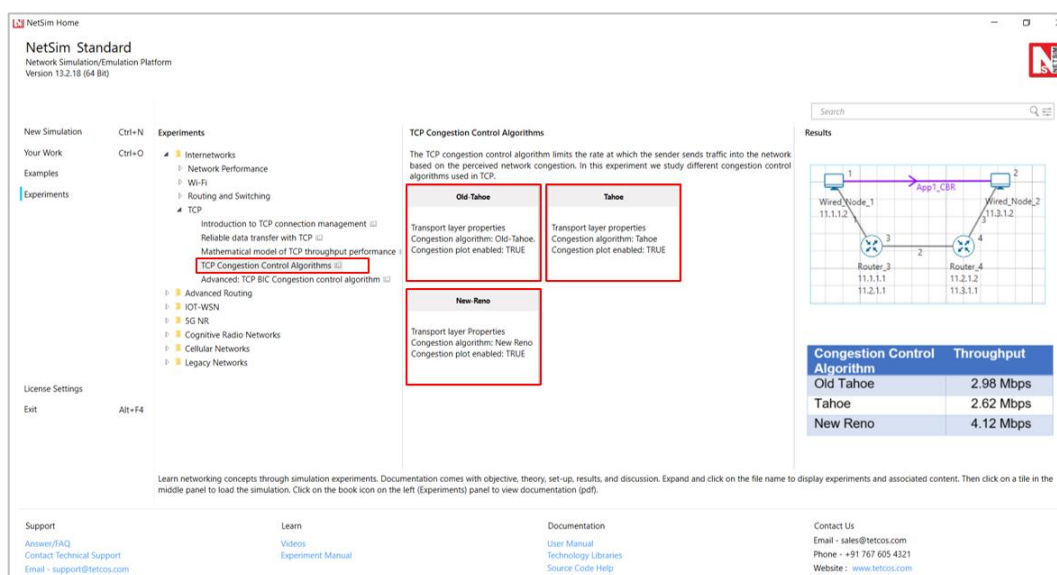 NetSim Home
NetSim Standard
Network Simulation/Emulation Platform
Version 13.2.18 (64 Bit)
Search
New Simulation Ctrl+N
Your Work Ctrl+O
Examples
Experiments
License Settings
Exit Alt+F4
Experiments
Internetworks
Network Performance
Wi-Fi
Routing and Switching
TCP
Introduction to TCP connection management
Reliable data transfer with TCP
Mathematical model of TCP throughput performance
TCP Congestion Control Algorithms
Advanced: TCP BIC Congestion control algorithm
Advanced Routing
IOT-WSN
5G NR
Cognitive Radio Networks
Cellular Networks
Legacy Networks
TCP Congestion Control Algorithms
The TCP congestion control algorithm limits the rate at which the sender sends traffic into the network
based on the perceived network congestion. In this experiment we study different congestion control
algorithms used in TCP.
Old-Tahoe
Transport layer properties
Congestion algorithm: Old-Tahoe.
Congestion plot enabled: TRUE
Tahoe
Transport layer properties
Congestion algorithm: Tahoe
Congestion plot enabled: TRUE
New-Reno
Transport layer Properties
Congestion algorithm: New Reno
Congestion plot enabled: TRUE
Results
1
2
App1_CBR
Wired_Node_1
11.1.1.2
Wired_Node_2
11.3.1.2
3
3
4
2
Router_3
11.1.1.1
11.2.1.1
Router_4
11.2.1.2
11.3.1.1
Congestion Control Algorithm Throughput
Old Tahoe 2.98 Mbps
Tahoe 2.62 Mbps
New Reno 4.12 Mbps
Learn networking concepts through simulation experiments. Documentation comes with objective, theory, set-up, results, and discussion. Expand and click on the file name to display experiments and associated content. Then click on a tile in the
middle panel to load the simulation. Click on the book icon on the left (Experiments) panel to view documentation (pdf).
Support
Answer/FAQ
Contact Technical Support
Email - support@tetcos.com
Learn
Videos
Experiment Manual
Documentation
User Manual
Technology Libraries
Source Code Help
Contact Us
Email - sales@tetcos.com
Phone - +91 767 605 4321
Website : www.tetcos.com